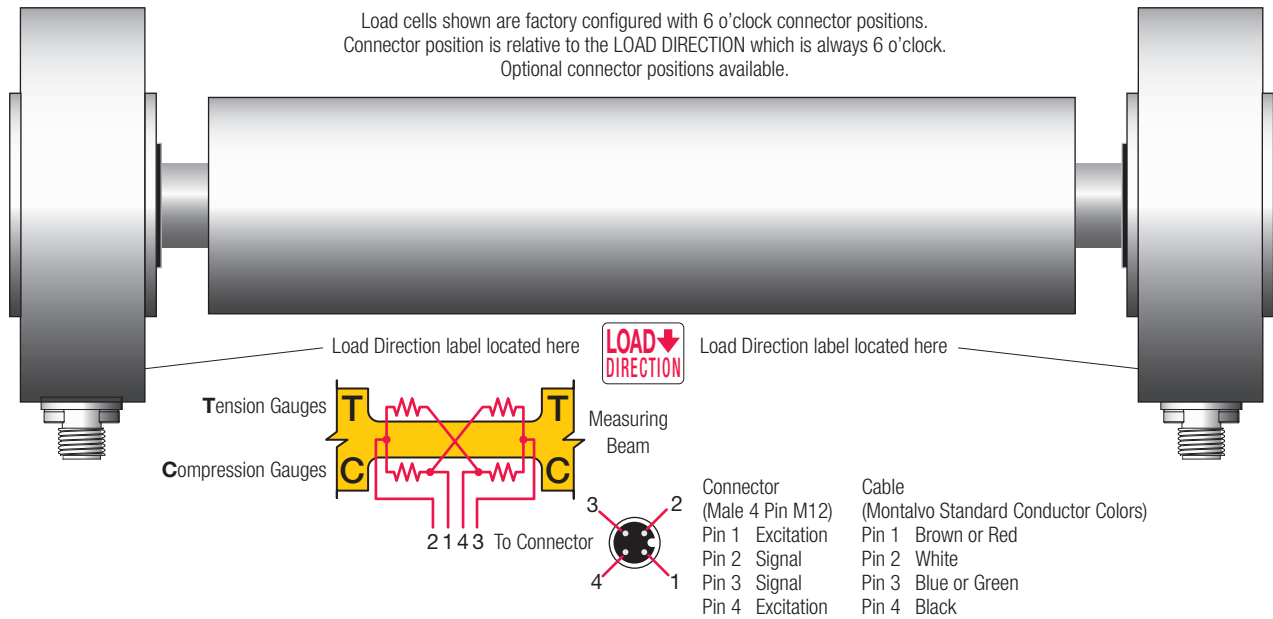 Load cells shown are factory configured with 6 o'clock connector positions.
Connector position is relative to the LOAD DIRECTION which is always 6 o'clock.
Optional connector positions available.
Load Direction label located here
LOAD
DIRECTION
Load Direction label located here
Tension Gauges
T
T
Measuring
Beam
Compression Gauges
C
C
2 1 4 3 To Connector
3
2
4
1
Connector
(Male 4 Pin M12)
Pin 1 Excitation
Pin 2 Signal
Pin 3 Signal
Pin 4 Excitation
Cable
(Montalvo Standard Conductor Colors)
Pin 1 Brown or Red
Pin 2 White
Pin 3 Blue or Green
Pin 4 Black